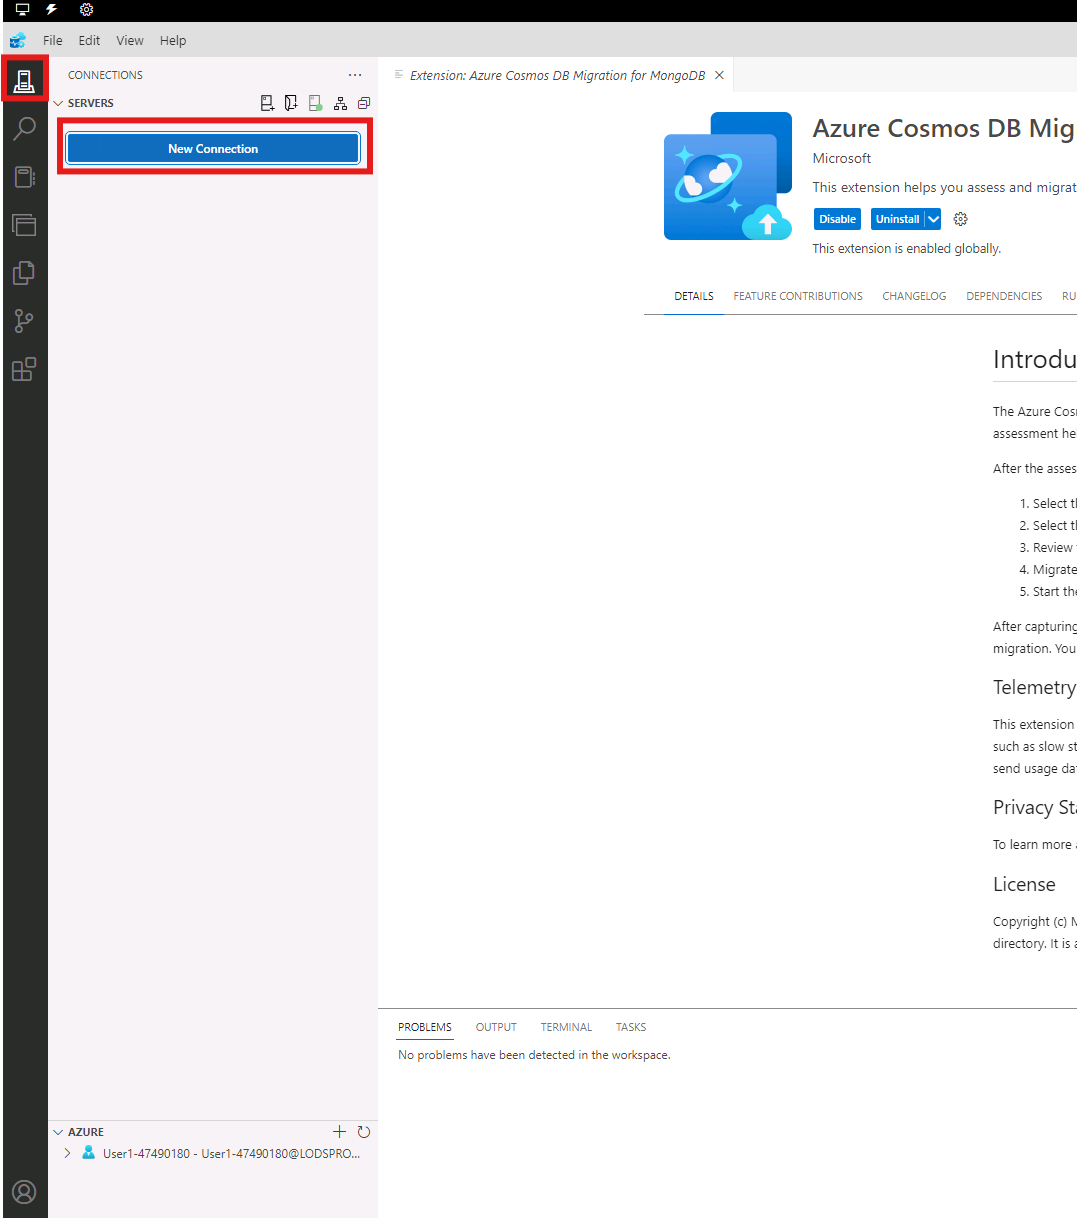 File Edit View Help
CONNECTIONS
SERVERS
New Connection
Extension: Azure Cosmos DB Migration for MongoDB
Azure Cosmos DB Mig
Microsoft
This extension helps you assess and migrat
Disable Uninstall
This extension is enabled globally.
DETAILS FEATURE CONTRIBUTIONS CHANGELOG DEPENDENCIES RU
Introdu
The Azure Cos
assessment he
After the asses
1. Select t
2. Select t
3. Review
4. Migrate
5. Start the
After capturing
migration. You
Telemetry
This extension
such as slow st
send usage da
Privacy Sta
To learn more a
License
Copyright (c) M
directory. It is a
PROBLEMS OUTPUT TERMINAL TASKS
No problems have been detected in the workspace.
AZURE
User1-47490180 - User1-47490180@LODSPRO...